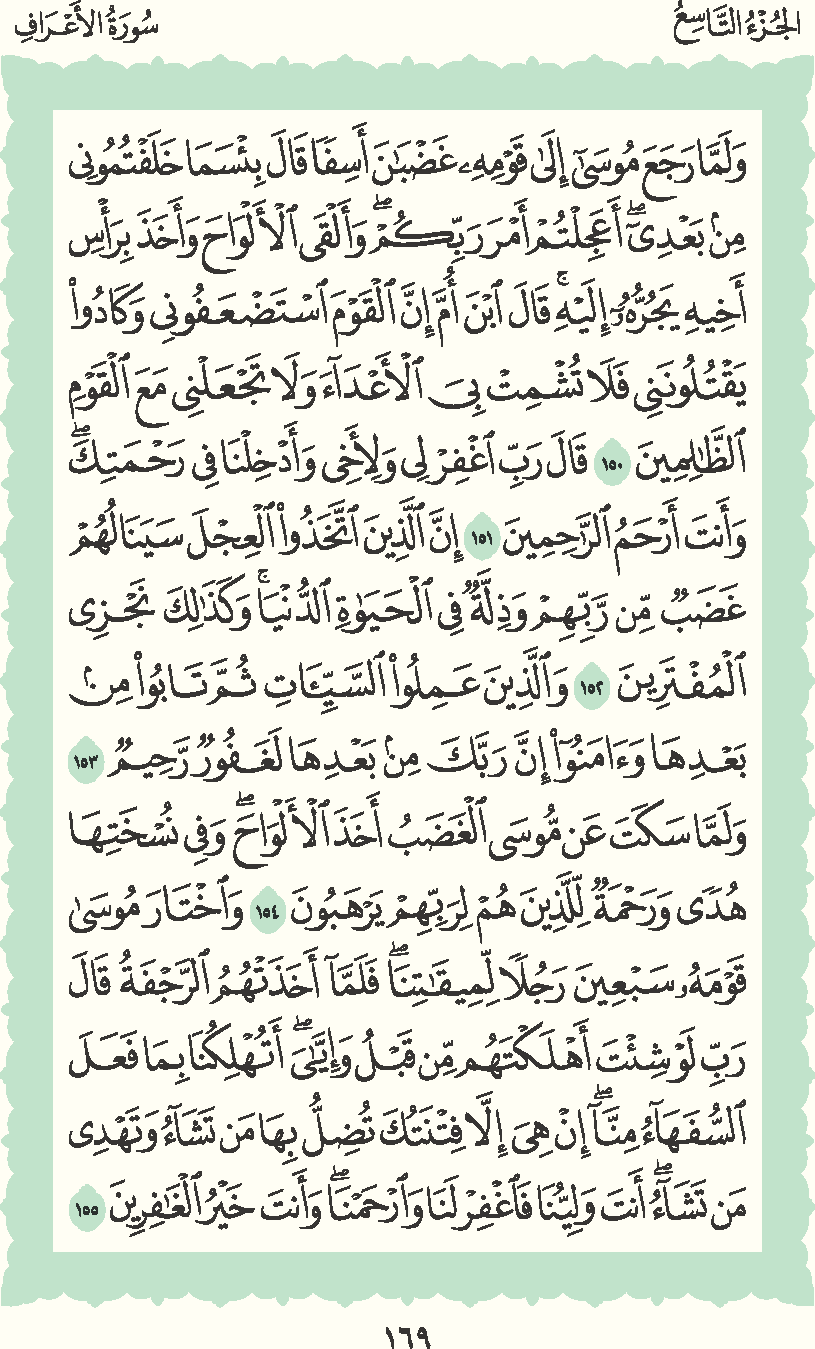 الجُزْءُ التَّاسِعُ
سُورَةُ الأَعْرَافِ
وَلَمَّا رَجَعَ مُوسَىٰٓ إِلَىٰ قَوْمِهِۦ غَضْبَٰنَ أَسِفٗا قَالَ بِئْسَمَا خَلَفْتُمُونِي
مِنۢ بَعْدِيٓۖ أَعَجِلْتُمْ أَمْرَ رَبِّكُمْۖ وَأَلْقَى ٱلْأَلْوَاحَ وَأَخَذَ بِرَأْسِ
أَخِيهِ يَجُرُّهُۥٓ إِلَيْهِۚ قَالَ ٱبْنَ أُمَّ إِنَّ ٱلْقَوْمَ ٱسْتَضْعَفُونِي وَكَادُواْ
يَقْتُلُونَنِي فَلَا تُشْمِتْ بِيَ ٱلْأَعْدَآءَ وَلَا تَجْعَلْنِي مَعَ ٱلْقَوْمِ
ٱلظَّٰلِمِينَ ١٥٠ قَالَ رَبِّ ٱغْفِرْ لِي وَلِأَخِي وَأَدْخِلْنَا فِي رَحْمَتِكَۖ
وَأَنتَ أَرْحَمُ ٱلرَّٰحِمِينَ ١٥١ إِنَّ ٱلَّذِينَ ٱتَّخَذُواْ ٱلْعِجْلَ سَيَنَالُهُمْ
غَضَبٞ مِّن رَّبِّهِمْ وَذِلَّةٞ فِي ٱلْحَيَوٰةِ ٱلدُّنْيَاۚ وَكَذَٰلِكَ نَجْزِي
ٱلْمُفْتَرِينَ ١٥٢ وَٱلَّذِينَ عَمِلُواْ ٱلسَّيِّـَٔاتِ ثُمَّ تَابُواْ مِنۢ
بَعْدِهَا وَءَامَنُوٓاْ إِنَّ رَبَّكَ مِنۢ بَعْدِهَا لَغَفُورٞ رَّحِيمٞ ١٥٣
وَلَمَّا سَكَتَ عَن مُّوسَى ٱلْغَضَبُ أَخَذَ ٱلْأَلْوَاحَۖ وَفِي نُسْخَتِهَا
هُدٗى وَرَحْمَةٞ لِّلَّذِينَ هُمْ لِرَبِّهِمْ يَرْهَبُونَ ١٥٤ وَٱخْتَارَ مُوسَىٰ
قَوْمَهُۥ سَبْعِينَ رَجُلٗا لِّمِيقَٰتِنَاۖ فَلَمَّآ أَخَذَتْهُمُ ٱلرَّجْفَةُ قَالَ
رَبِّ لَوْ شِئْتَ أَهْلَكْتَهُم مِّن قَبْلُ وَإِيَّٰيَۖ أَتُهْلِكُنَا بِمَا فَعَلَ
ٱلسُّفَهَآءُ مِنَّآۖ إِنْ هِيَ إِلَّا فِتْنَتُكَ تُضِلُّ بِهَا مَن تَشَآءُ وَتَهْدِي
مَن تَشَآءُۖ أَنتَ وَلِيُّنَا فَٱغْفِرْ لَنَا وَٱرْحَمْنَاۖ وَأَنتَ خَيْرُ ٱلْغَٰفِرِينَ ١٥٥
١٦٩